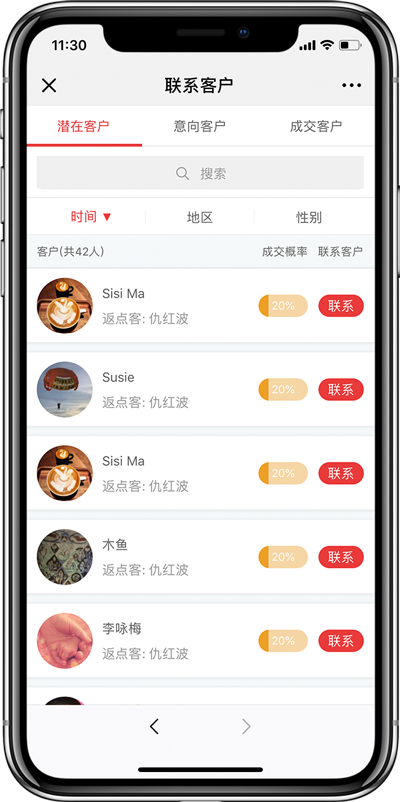 11:30
联系客户
潜在客户 意向客户 成交客户
搜索
时间 ▼ 地区 性别
客户(共42人) 成交概率 联系客户
Sisi Ma
返点客: 仇红波
20% 联系
Susie
返点客: 仇红波
20% 联系
Sisi Ma
返点客: 仇红波
20% 联系
木鱼
返点客: 仇红波
20% 联系
李咏梅
返点客: 仇红波
20% 联系